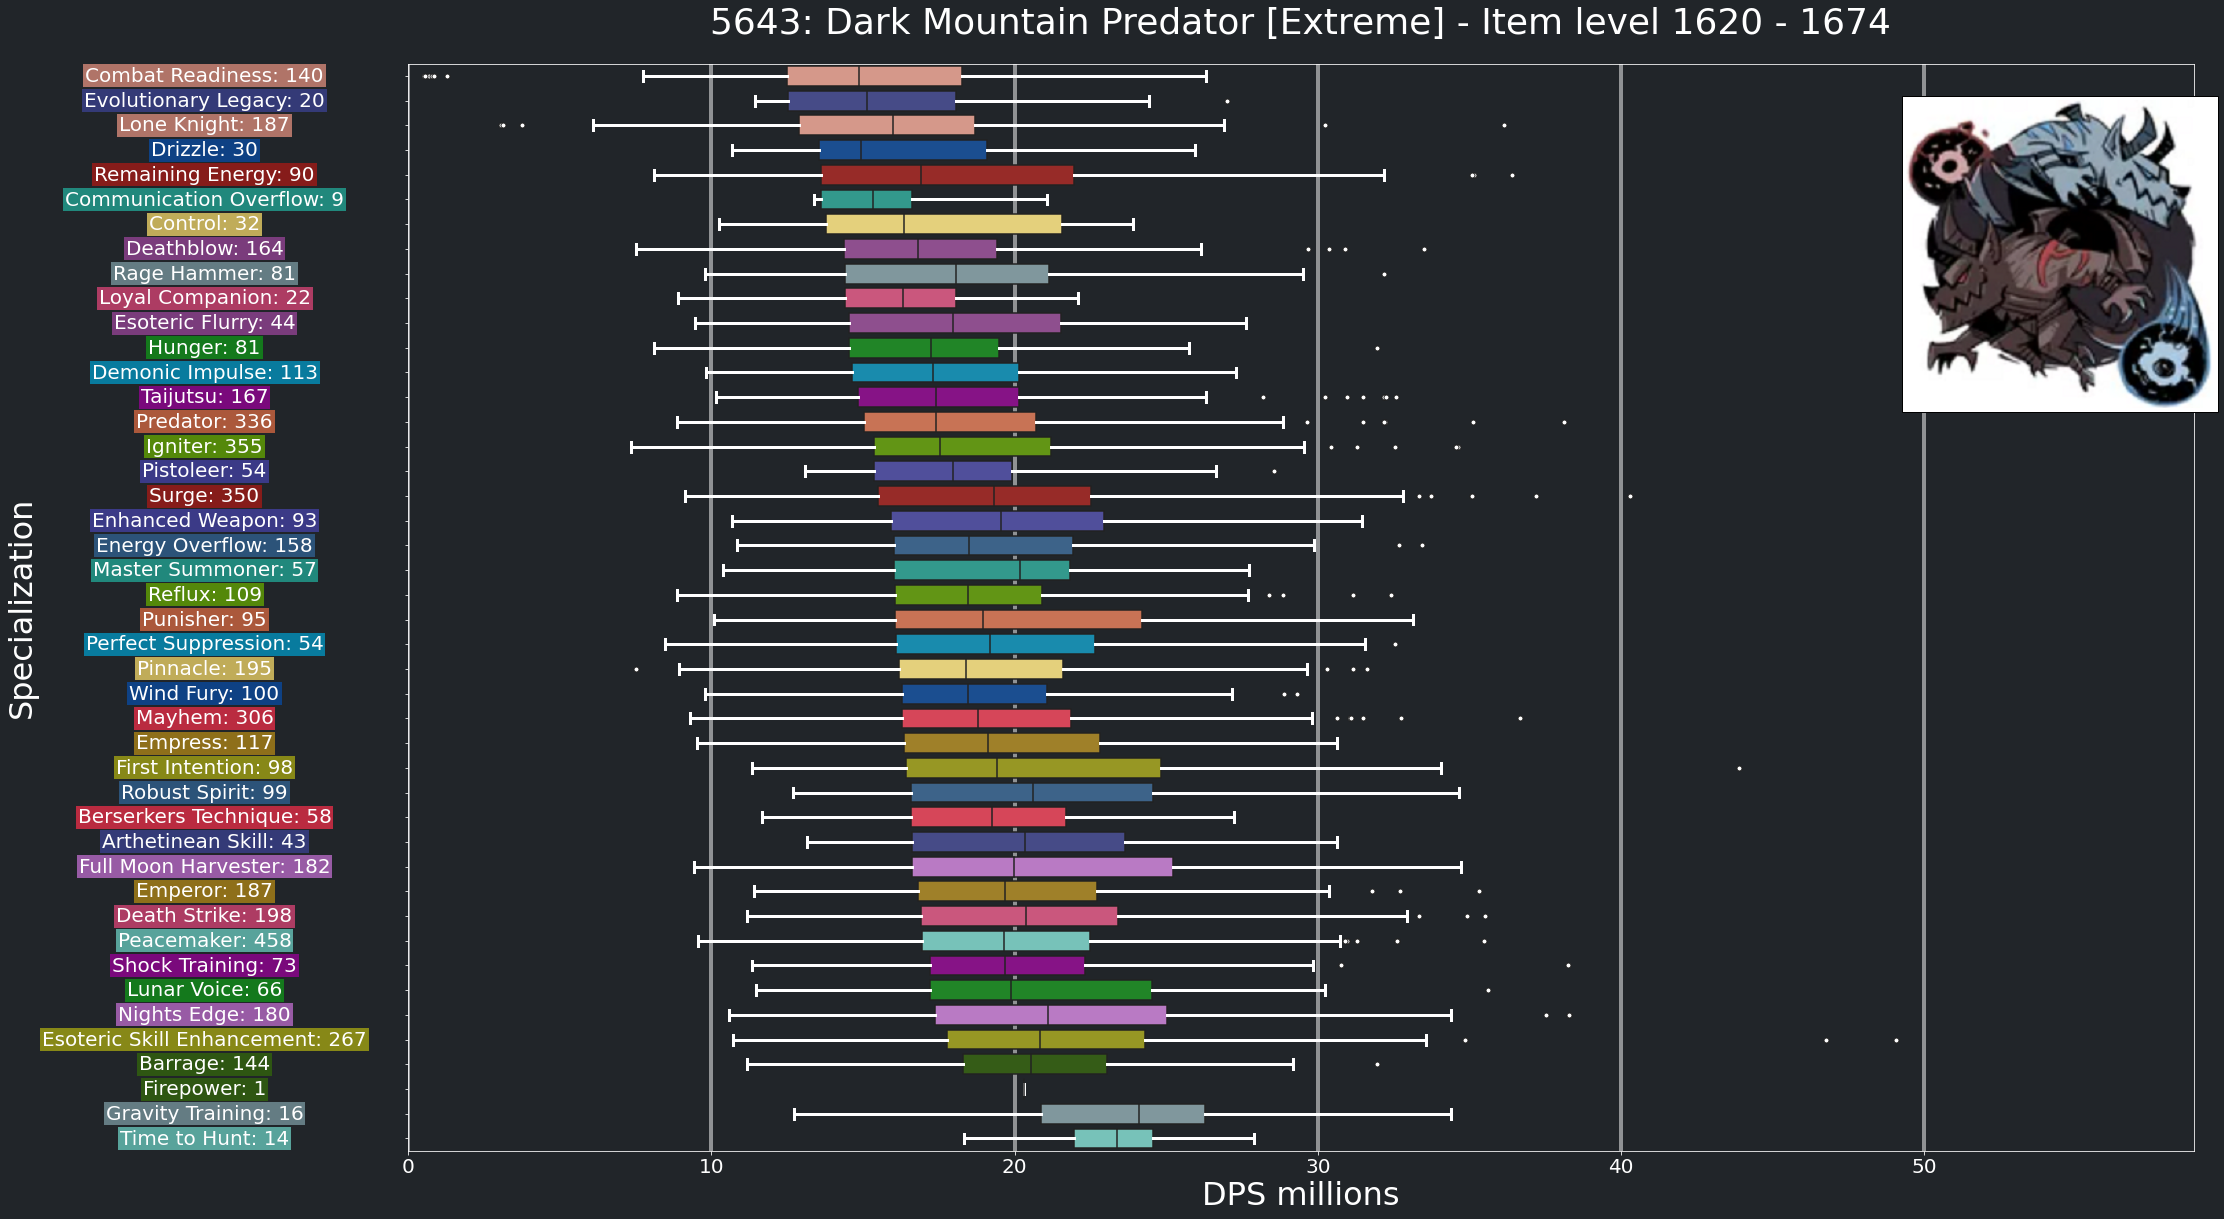 5643: Dark Mountain Predator [Extreme] - Item level 1620 - 1674
Specialization
Combat Readiness: 140
Evolutionary Legacy: 20
Lone Knight: 187
Drizzle: 30
Remaining Energy: 90
Communication Overflow: 9
Control: 32
Deathblow: 164
Rage Hammer: 81
Loyal Companion: 22
Esoteric Flurry: 44
Hunger: 81
Demonic Impulse: 113
Taijutsu: 167
Predator: 336
Igniter: 355
Pistoleer: 54
Surge: 350
Enhanced Weapon: 93
Energy Overflow: 158
Master Summoner: 57
Reflux: 109
Punisher: 95
Perfect Suppression: 54
Pinnacle: 195
Wind Fury: 100
Mayhem: 306
Empress: 117
First Intention: 98
Robust Spirit: 99
Berserkers Technique: 58
Arthetinean Skill: 43
Full Moon Harvester: 182
Emperor: 187
Death Strike: 198
Peacemaker: 458
Shock Training: 73
Lunar Voice: 66
Nights Edge: 180
Esoteric Skill Enhancement: 267
Barrage: 144
Firepower: 1
Gravity Training: 16
Time to Hunt: 14
0 10 20 30 40 50
DPS millions